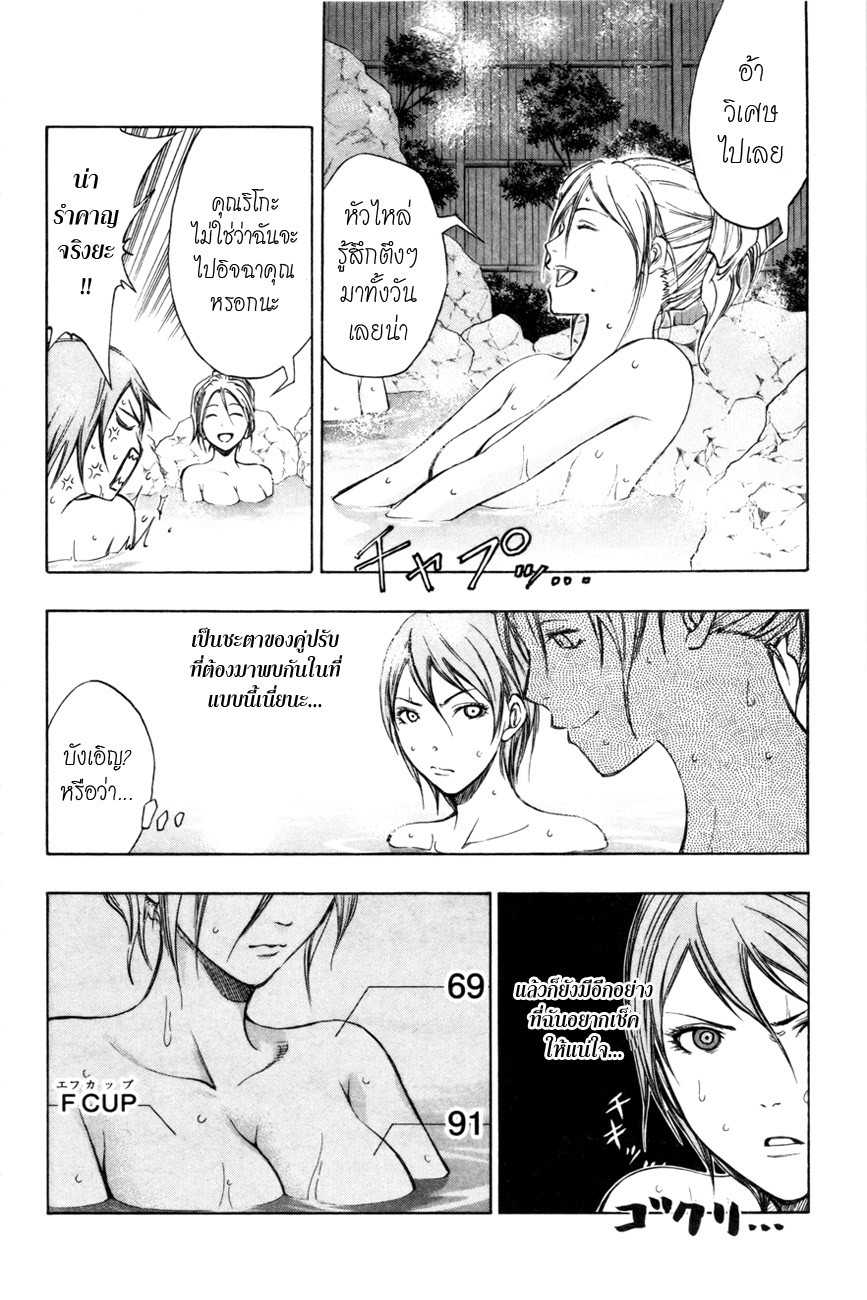 อ้า
วิเศษ
ไปเลย
หัวไหล่
รู้สึกตึงๆ
มาทั้งวัน
เลยน่า
チャプッ...
คุณริโกะ
ไม่ใช่ว่าฉันจะ
ไปอิจฉาคุณ
หรอกนะ
น่า
รำคาญ
จริงยะ
!!
เป็นชะตาของคู่ปรับ
ที่ต้องมาพบกันในที่
แบบนี้เนี่ยนะ...
บังเอิญ?
หรือว่า...
แล้วก็ยังมีอีกอย่าง
ที่ฉันอยากเช็ค
ให้แน่ใจ...
チキッ
ゴクリ...
69
エフカップ
F CUP
91